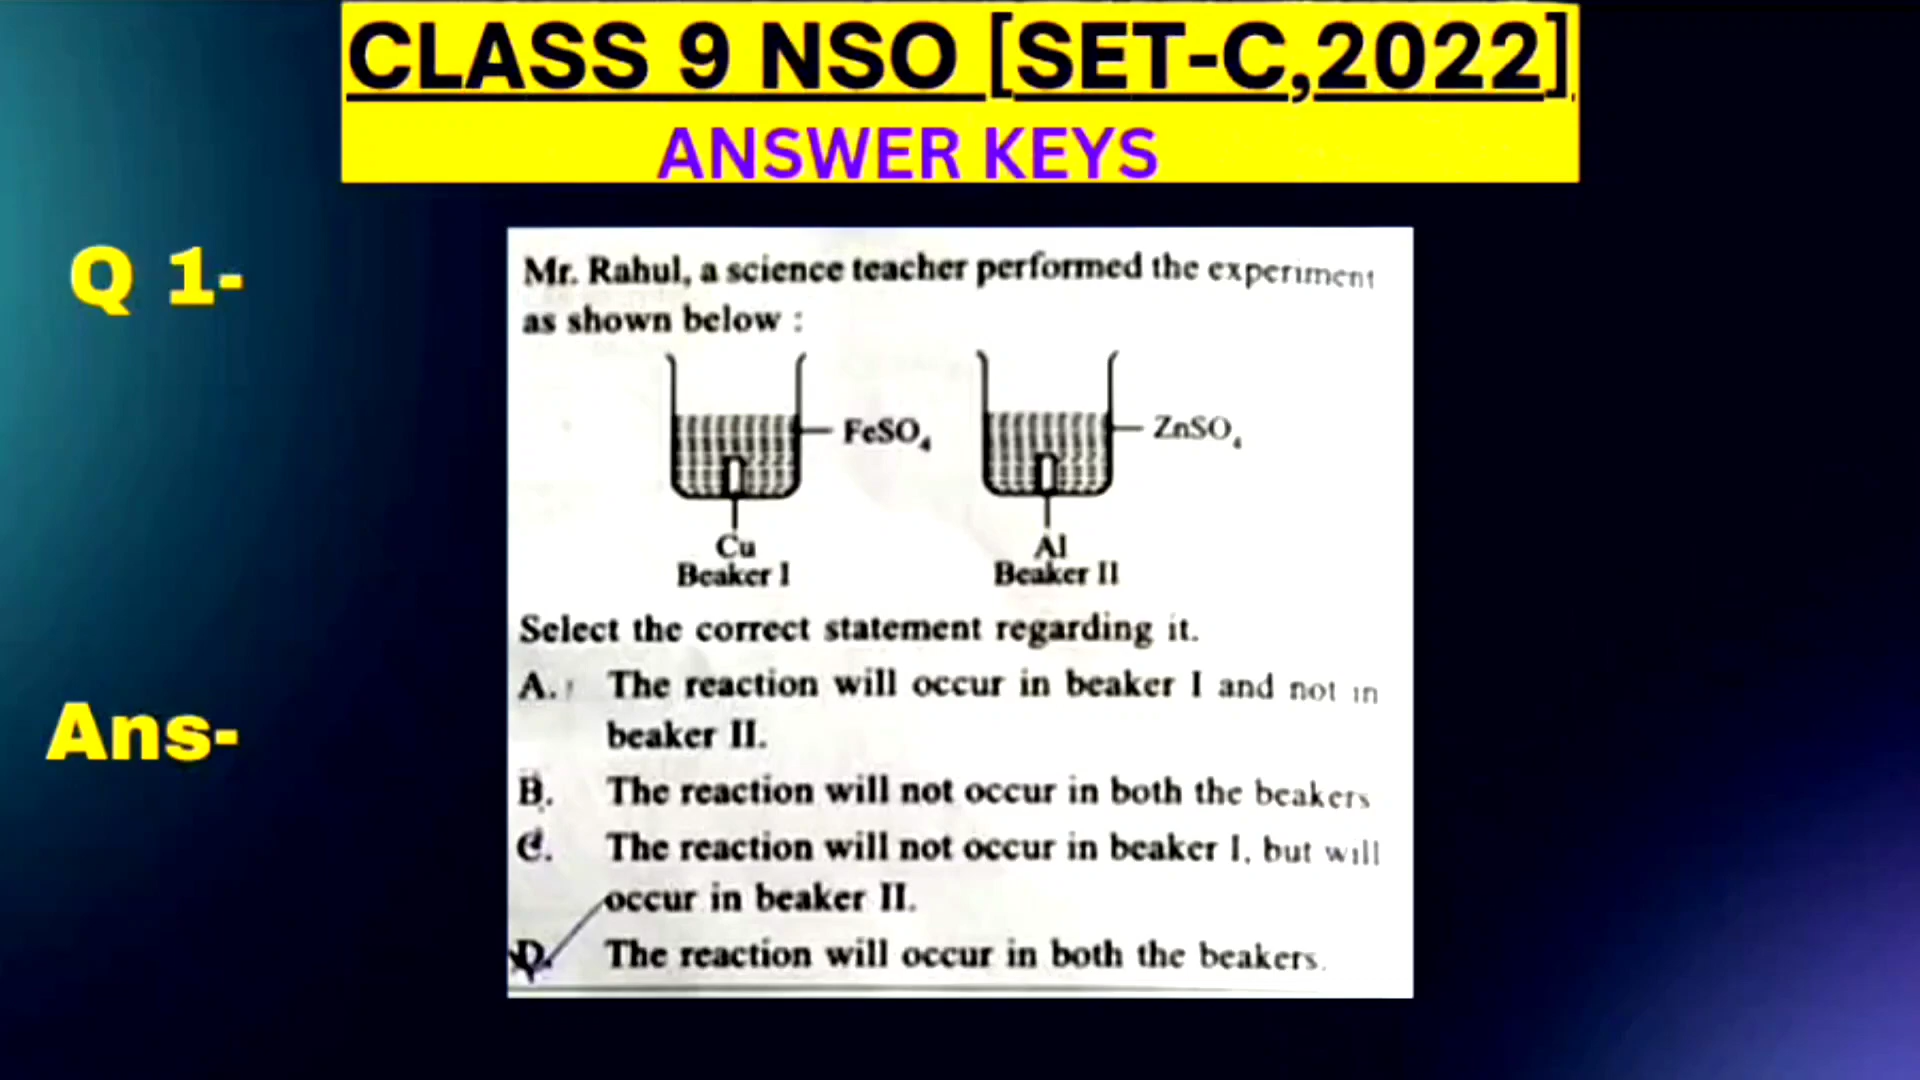 CLASS 9 NSO [SET-C,2022]
ANSWER KEYS
Q 1-
Mr. Rahul, a science teacher performed the experiment
as shown below :
FeSO₄ ZnSO₄
Cu Al
Beaker I Beaker II
Select the correct statement regarding it.
A. The reaction will occur in beaker I and not in
beaker II.
B. The reaction will not occur in both the beakers
C. The reaction will not occur in beaker I, but will
occur in beaker II.
D. The reaction will occur in both the beakers.
Ans-